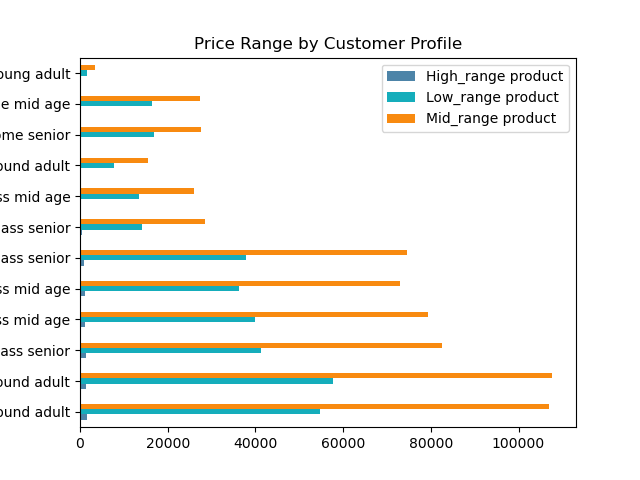 Price Range by Customer Profile
oung adult
e mid age
ome senior
ound adult
ss mid age
ass senior
ass senior
ss mid age
ss mid age
ass senior
ound adult
ound adult
High_range product
Low_range product
Mid_range product
0 20000 40000 60000 80000 100000